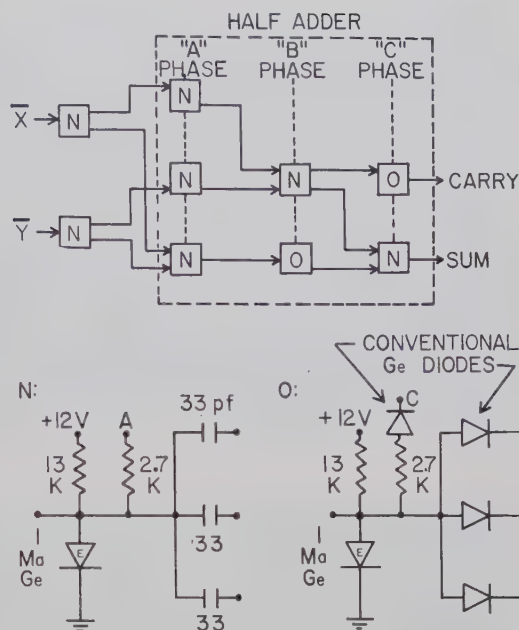 HALF ADDER
"A" "B" "C"
PHASE PHASE PHASE
N
X N
N N O CARRY
Y N
N O N SUM
N: 33 pf O: CONVENTIONAL
Ge DIODES
+12V A +12V C
13 K 2.7 K 13 K 2.7 K
1 Ma Ge E 33 1 Ma Ge E
33